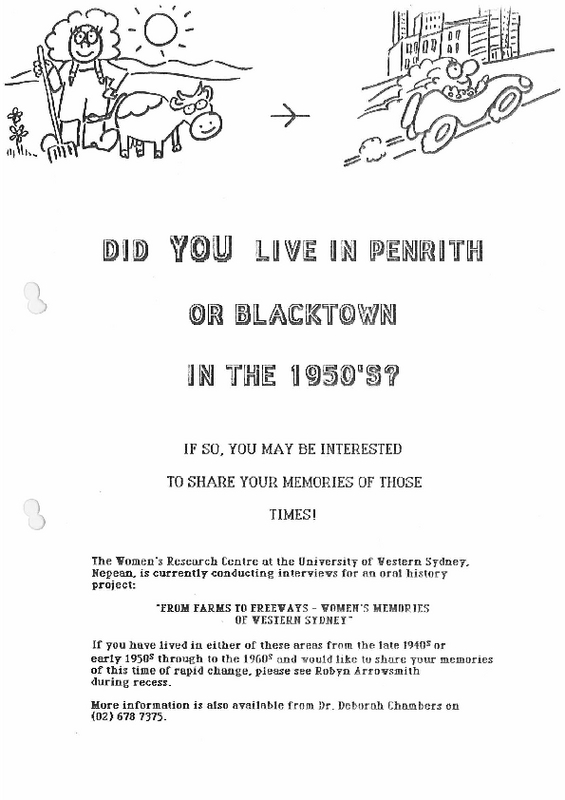 DID YOU LIVE IN PENRITH
OR BLACKTOWN
IN THE 1950'S?
IF SO, YOU MAY BE INTERESTED
TO SHARE YOUR MEMORIES OF THOSE
TIMES!
The Women's Research Centre at the University of Western Sydney,
Nepean, is currently conducting interviews for an oral history
project:
"FROM FARMS TO FREEWAYS - WOMEN'S MEMORIES
OF WESTERN SYDNEY"
If you have lived in either of these areas from the late 1940s or
early 1950s through to the 1960s and would like to share your memories
of this time of rapid change, please see Robyn Arrowsmith
during recess.
More information is also available from Dr. Deborah Chambers on
(02) 678 7375.